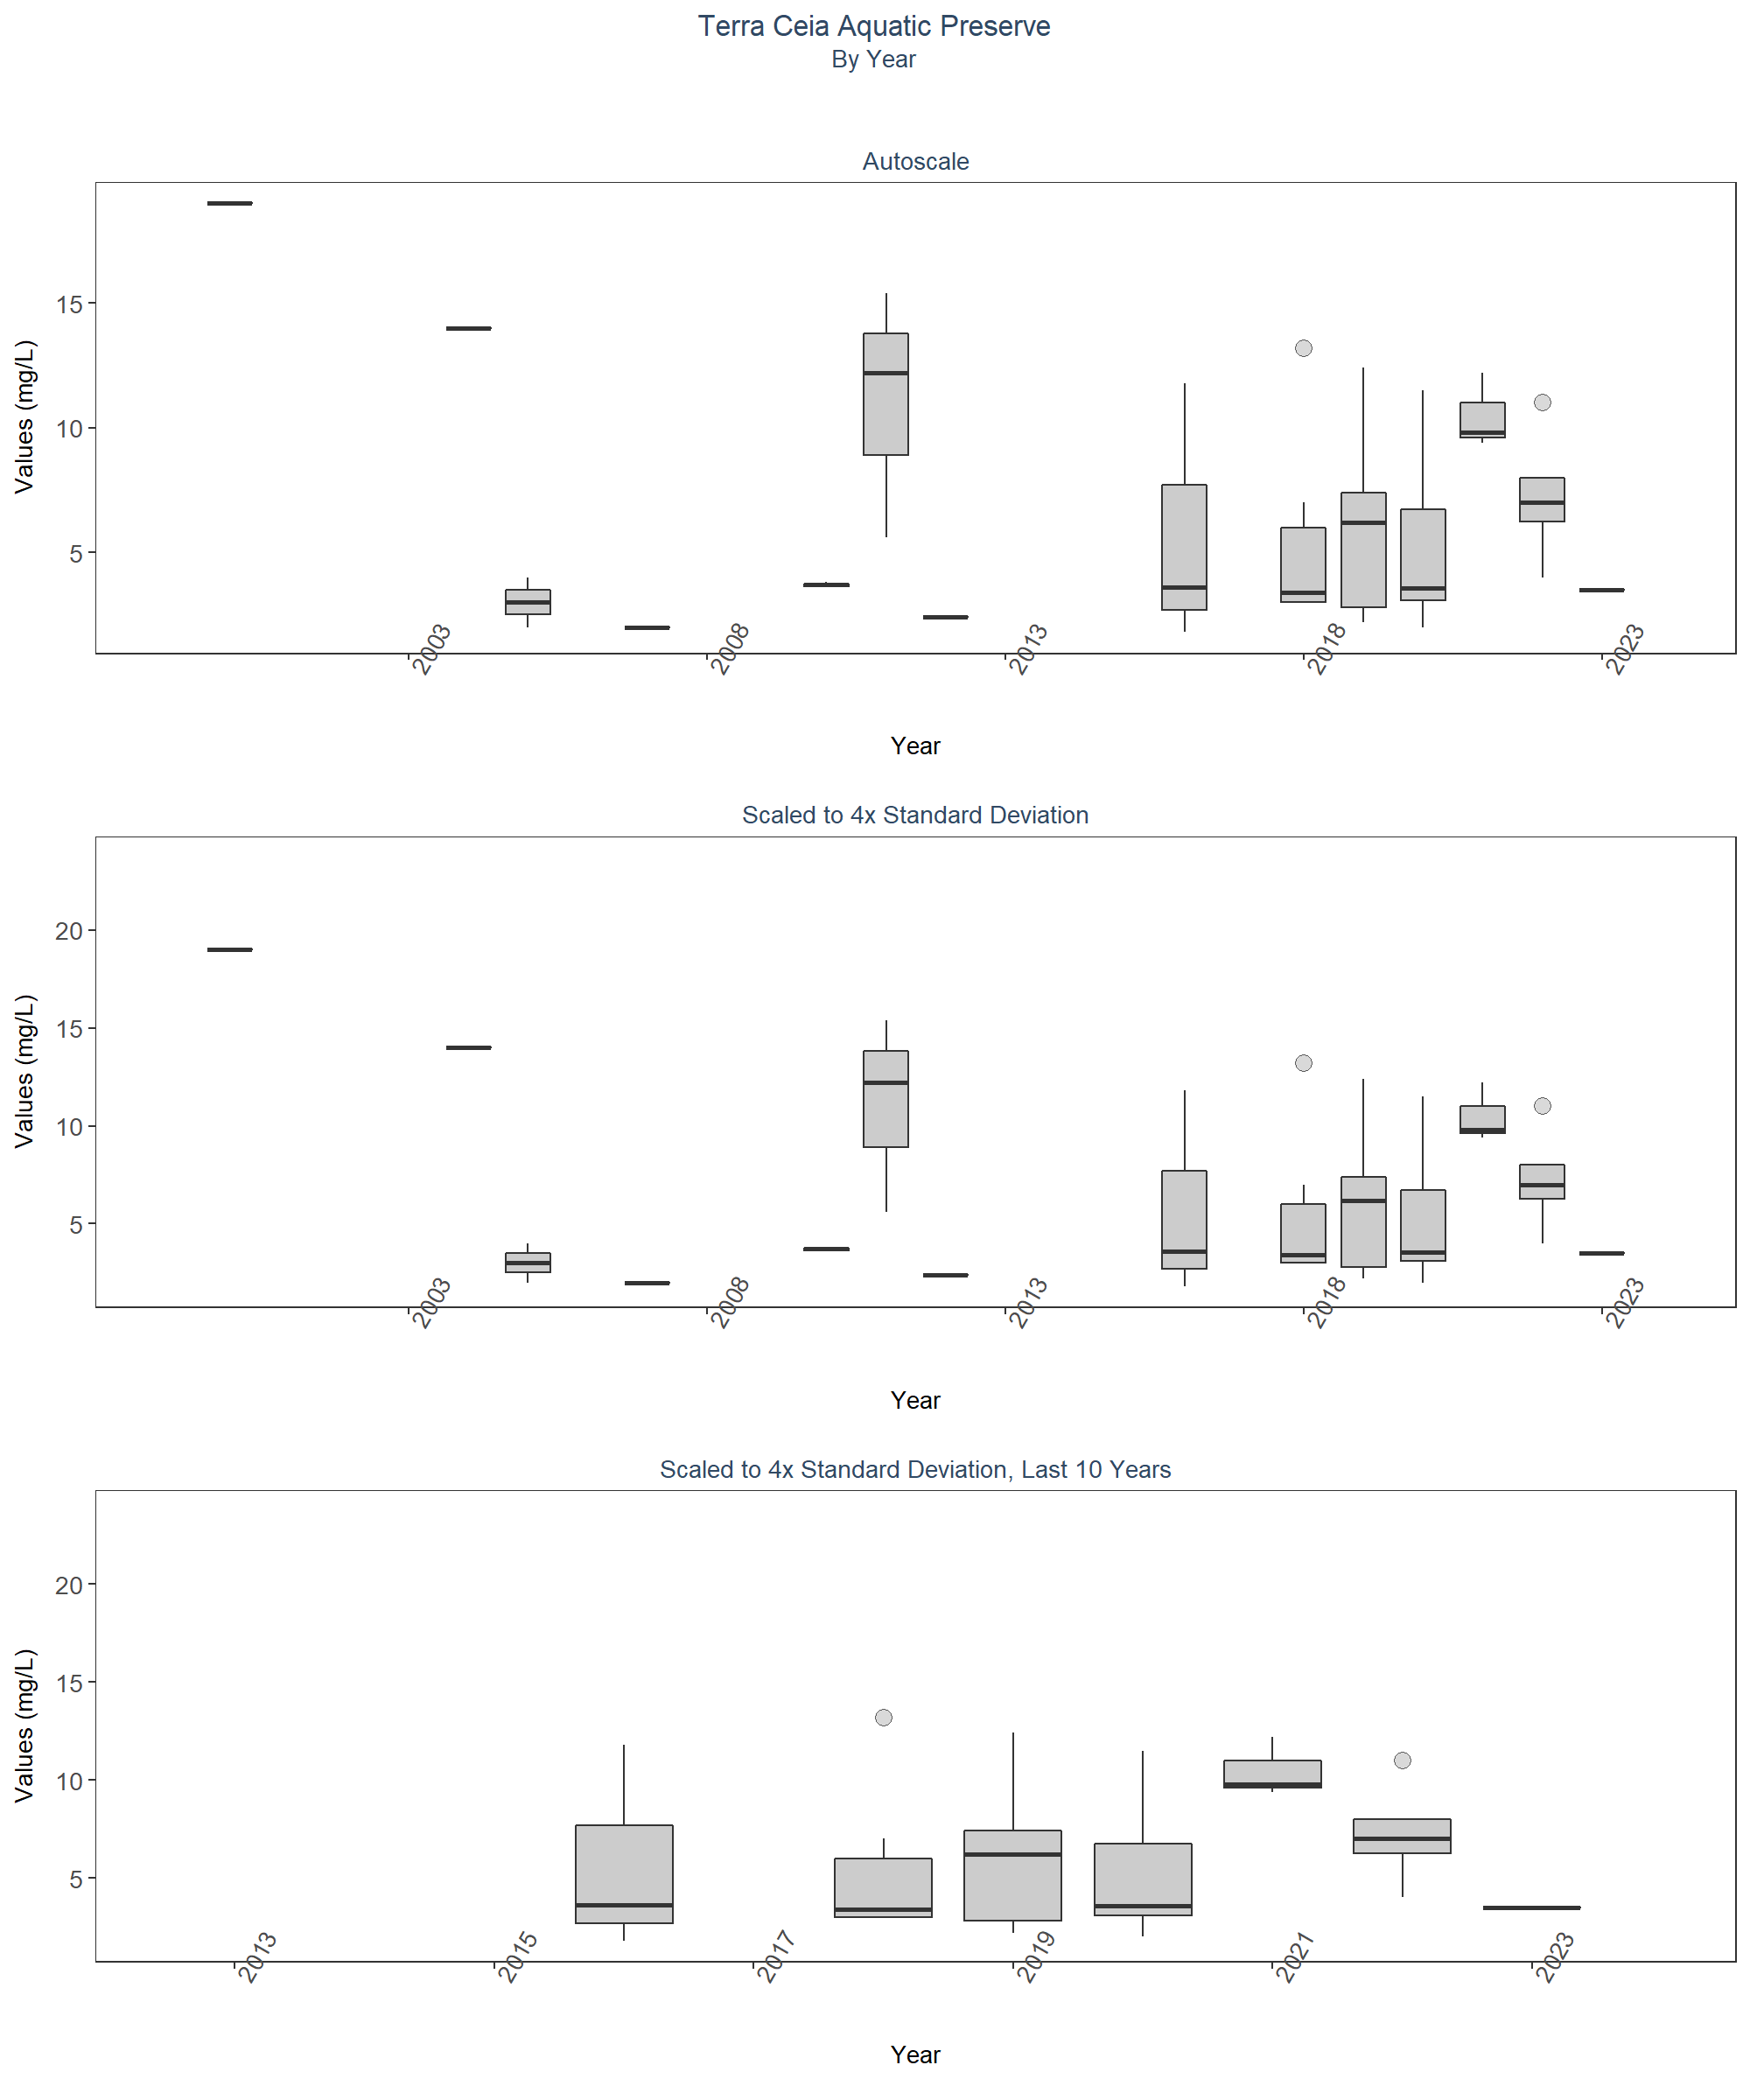 Terra Ceia Aquatic Preserve
By Year
Autoscale
Values (mg/L)
15
10
5
2003 2008 2013 2018 2023
Year
Scaled to 4x Standard Deviation
Values (mg/L)
20
15
10
5
2003 2008 2013 2018 2023
Year
Scaled to 4x Standard Deviation, Last 10 Years
Values (mg/L)
20
15
10
5
2013 2015 2017 2019 2021 2023
Year